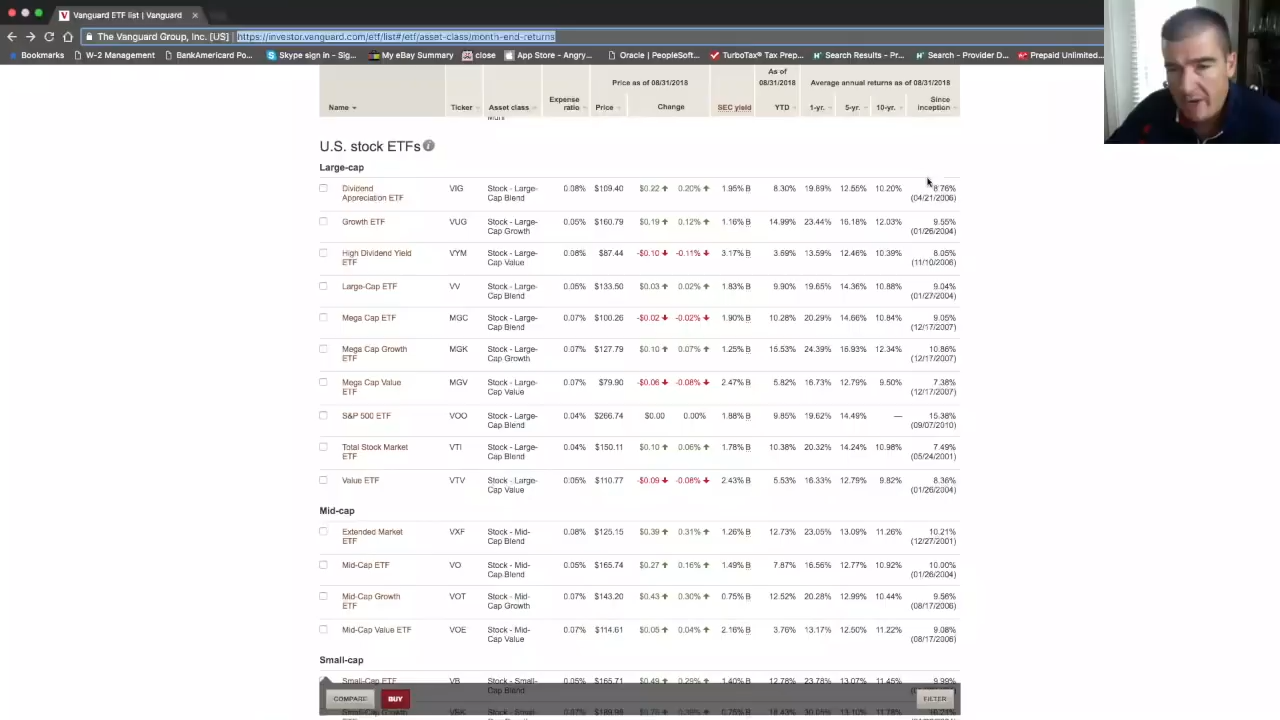 Vanguard ETF list | Vanguard
The Vanguard Group, Inc. [US] https://investor.vanguard.com/etf/list#/etf/asset-class/month-end-returns
Bookmarks W-2 Management BankAmericard Po... Skype sign in - Sig... My eBay Summary close App Store - Angry... Oracle | PeopleSoft... TurboTax® Tax Prep... Search Results - Pr... Search - Provider D... Prepaid Unlimited...
Price as of 08/31/2018 As of 08/31/2018 Average annual returns as of 08/31/2018
Name Ticker Asset class Expense ratio Price Change SEC yield YTD 1-yr. 5-yr. 10-yr. Since inception
U.S. stock ETFs
Large-cap
Dividend VIG Stock - Large- 0.08% $109.40 $0.22 0.20% 1.95% B 8.30% 19.89% 12.55% 10.20% 8.76%
Appreciation ETF Cap Blend (04/21/2006)
Growth ETF VUG Stock - Large- 0.05% $160.79 $0.19 0.12% 1.16% B 14.99% 23.44% 16.18% 12.03% 9.55%
Cap Growth (01/26/2004)
High Dividend Yield VYM Stock - Large- 0.08% $87.44 -$0.10 -0.11% 3.17% B 3.69% 13.59% 12.46% 10.39% 8.05%
ETF Cap Value (11/10/2006)
Large-Cap ETF VV Stock - Large- 0.05% $133.50 $0.03 0.02% 1.83% B 9.90% 19.65% 14.36% 10.88% 9.04%
Cap Blend (01/27/2004)
Mega Cap ETF MGC Stock - Large- 0.07% $100.26 -$0.02 -0.02% 1.90% B 10.28% 20.29% 14.66% 10.84% 9.05%
Cap Blend (12/17/2007)
Mega Cap Growth MGK Stock - Large- 0.07% $127.79 $0.10 0.07% 1.25% B 15.53% 24.39% 16.93% 12.34% 10.86%
ETF Cap Growth (12/17/2007)
Mega Cap Value MGV Stock - Large- 0.07% $79.90 -$0.06 -0.08% 2.47% B 5.82% 16.73% 12.79% 9.50% 7.38%
ETF Cap Value (12/17/2007)
S&P 500 ETF VOO Stock - Large- 0.04% $266.74 $0.00 0.00% 1.88% B 9.85% 19.62% 14.49% — 15.38%
Cap Blend (09/07/2010)
Total Stock Market VTI Stock - Large- 0.04% $150.11 $0.10 0.06% 1.78% B 10.38% 20.32% 14.24% 10.98% 7.49%
ETF Cap Blend (05/24/2001)
Value ETF VTV Stock - Large- 0.05% $110.77 -$0.09 -0.08% 2.43% B 5.53% 16.33% 12.79% 9.82% 8.36%
Cap Value (01/26/2004)
Mid-cap
Extended Market VXF Stock - Mid- 0.08% $125.15 $0.39 0.31% 1.26% B 12.73% 23.05% 13.09% 11.26% 10.21%
ETF Cap Blend (12/27/2001)
Mid-Cap ETF VO Stock - Mid- 0.05% $165.74 $0.27 0.16% 1.49% B 7.87% 16.56% 12.77% 10.92% 10.00%
Cap Blend (01/26/2004)
Mid-Cap Growth VOT Stock - Mid- 0.07% $143.20 $0.43 0.30% 0.75% B 12.52% 20.28% 12.99% 10.44% 9.56%
ETF Cap Growth (08/17/2006)
Mid-Cap Value ETF VOE Stock - Mid- 0.07% $114.61 $0.05 0.04% 2.16% B 3.76% 13.17% 12.50% 11.22% 9.08%
Cap Value (08/17/2006)
Small-cap
Small-Cap ETF VB Stock - Small- 0.05% $165.71 $0.49 0.29% 1.40% B 12.78% 23.78% 13.07% 11.45% 9.99%
Cap Blend
COMPARE BUY FILTER